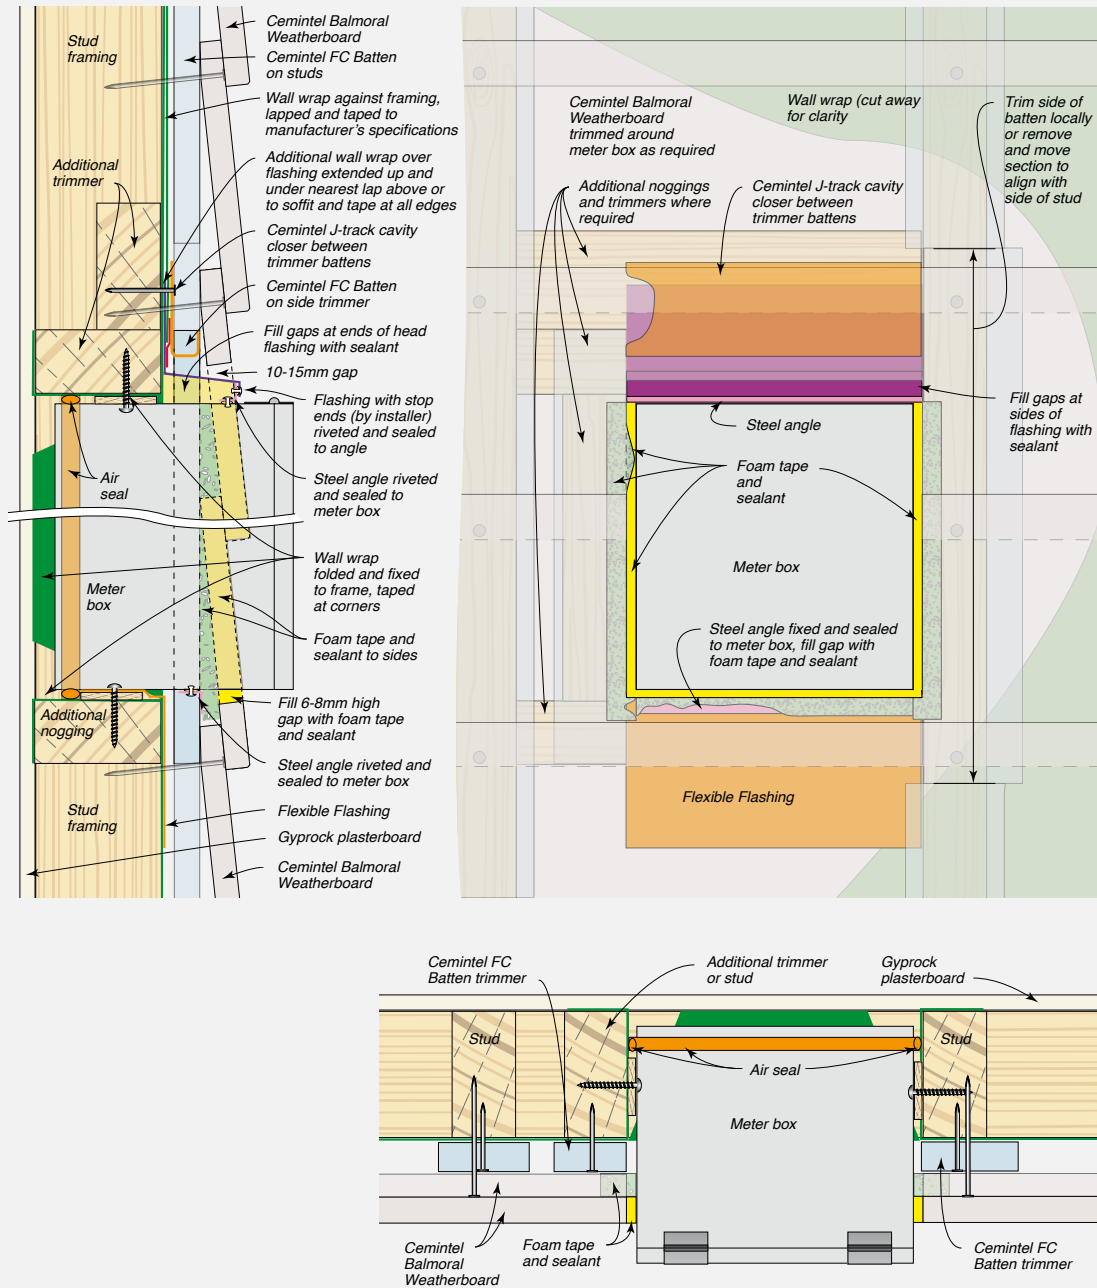 Cemintel Balmoral
Weatherboard
Stud
framing
Cemintel FC Batten
on studs
Wall wrap against framing,
lapped and taped to
manufacturer's specifications
Additional
trimmer
Additional wall wrap over
flashing extended up and
under nearest lap above or
to soffit and tape at all edges
Cemintel J-track cavity
closer between
trimmer battens
Cemintel FC Batten
on side trimmer
Fill gaps at ends of head
flashing with sealant
10-15mm gap
Flashing with stop
ends (by installer)
riveted and sealed
to angle
Air
seal
Steel angle riveted
and sealed to
meter box
Wall wrap
folded and fixed
to frame, taped
at corners
Meter
box
Foam tape and
sealant to sides
Fill 6-8mm high
gap with foam tape
and sealant
Additional
nogging
Steel angle riveted and
sealed to meter box
Stud
framing
Flexible Flashing
Gyprock plasterboard
Cemintel Balmoral
Weatherboard
Cemintel Balmoral
Weatherboard
trimmed around
meter box as required
Wall wrap (cut away
for clarity
Trim side of
batten locally
or remove
and move
section to
align with
side of stud
Additional noggings
and trimmers where
required
Cemintel J-track cavity
closer between
trimmer battens
Fill gaps at
sides of
flashing with
sealant
Steel angle
Foam tape
and
sealant
Meter box
Steel angle fixed and sealed
to meter box, fill gap with
foam tape and sealant
Flexible Flashing
Cemintel FC
Batten trimmer
Additional trimmer
or stud
Gyprock
plasterboard
Stud
Stud
Air seal
Meter box
Cemintel
Balmoral
Weatherboard
Foam tape
and sealant
Cemintel FC
Batten trimmer